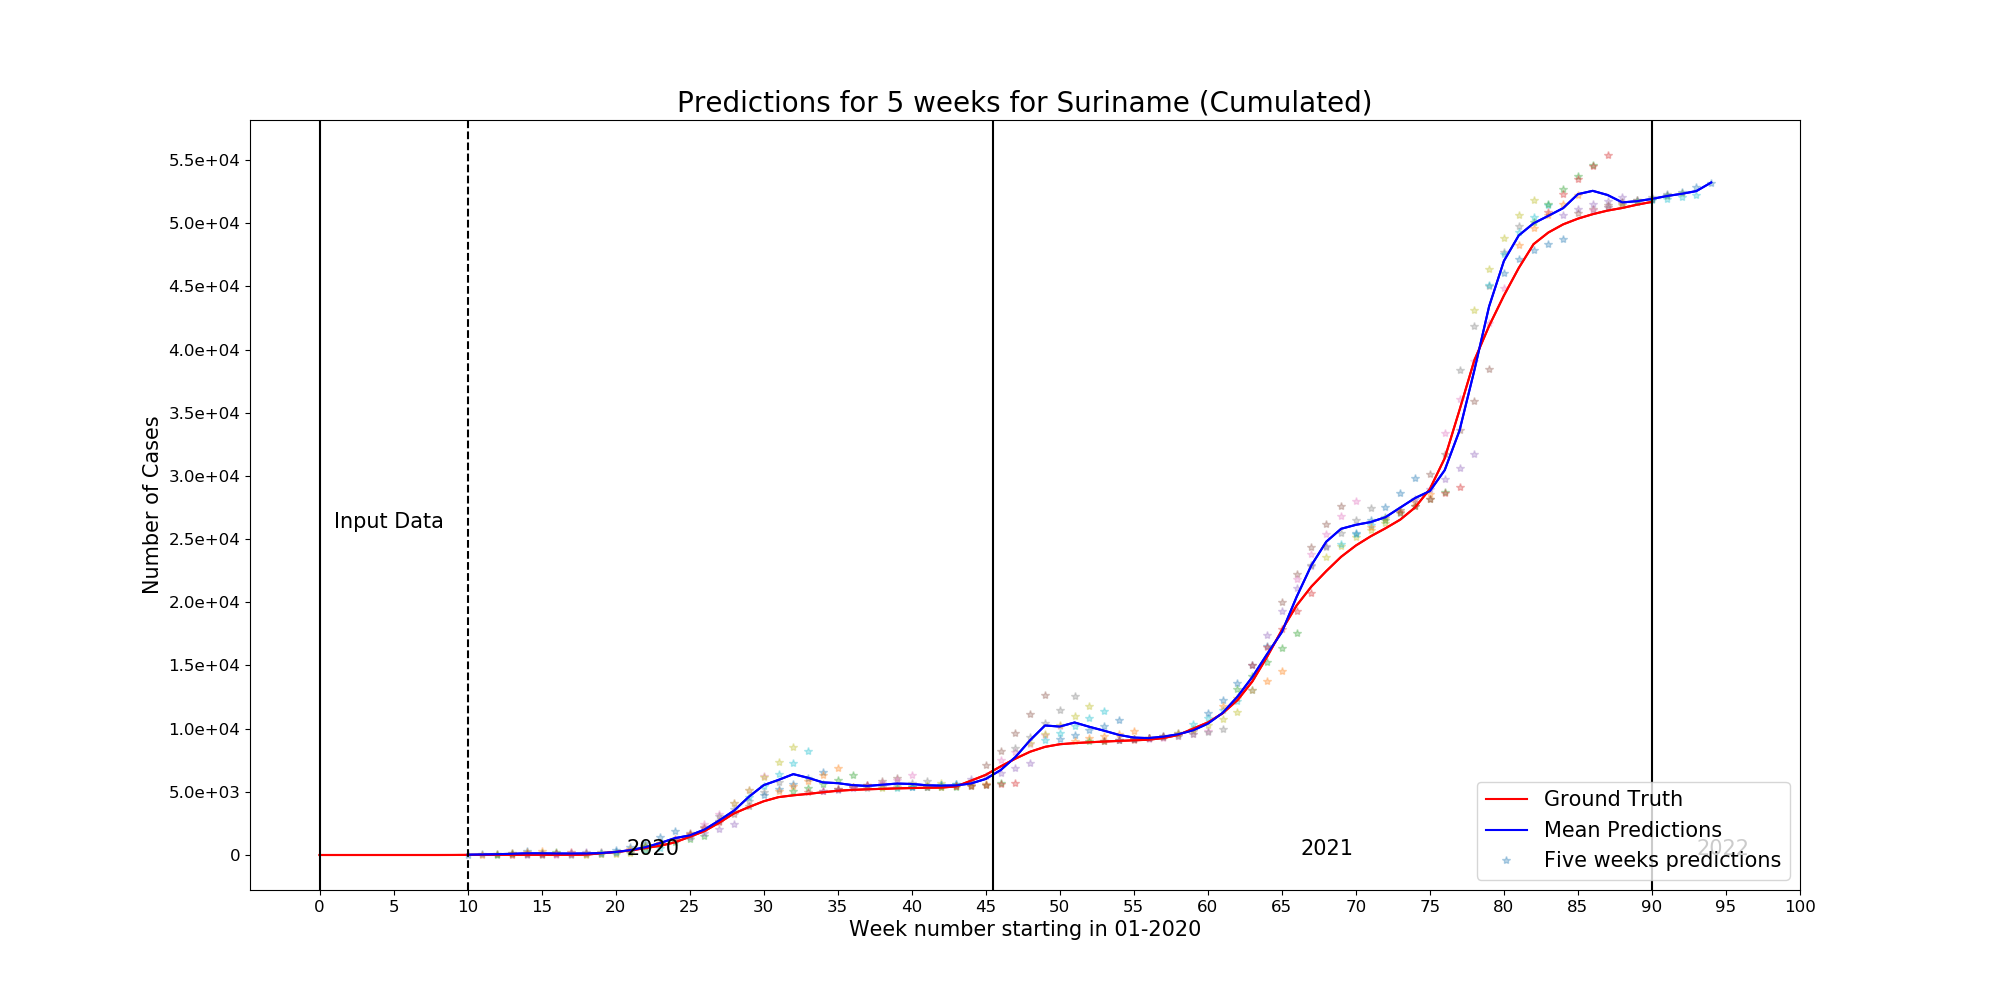 Predictions for 5 weeks for Suriname (Cumulated)
5.5e+04
5.0e+04
4.5e+04
4.0e+04
3.5e+04
3.0e+04
2.5e+04
2.0e+04
1.5e+04
1.0e+04
5.0e+03
0
Number of Cases
Input Data
2020
2021
2022
Ground Truth
Mean Predictions
Five weeks predictions
0 5 10 15 20 25 30 35 40 45 50 55 60 65 70 75 80 85 90 95 100
Week number starting in 01-2020